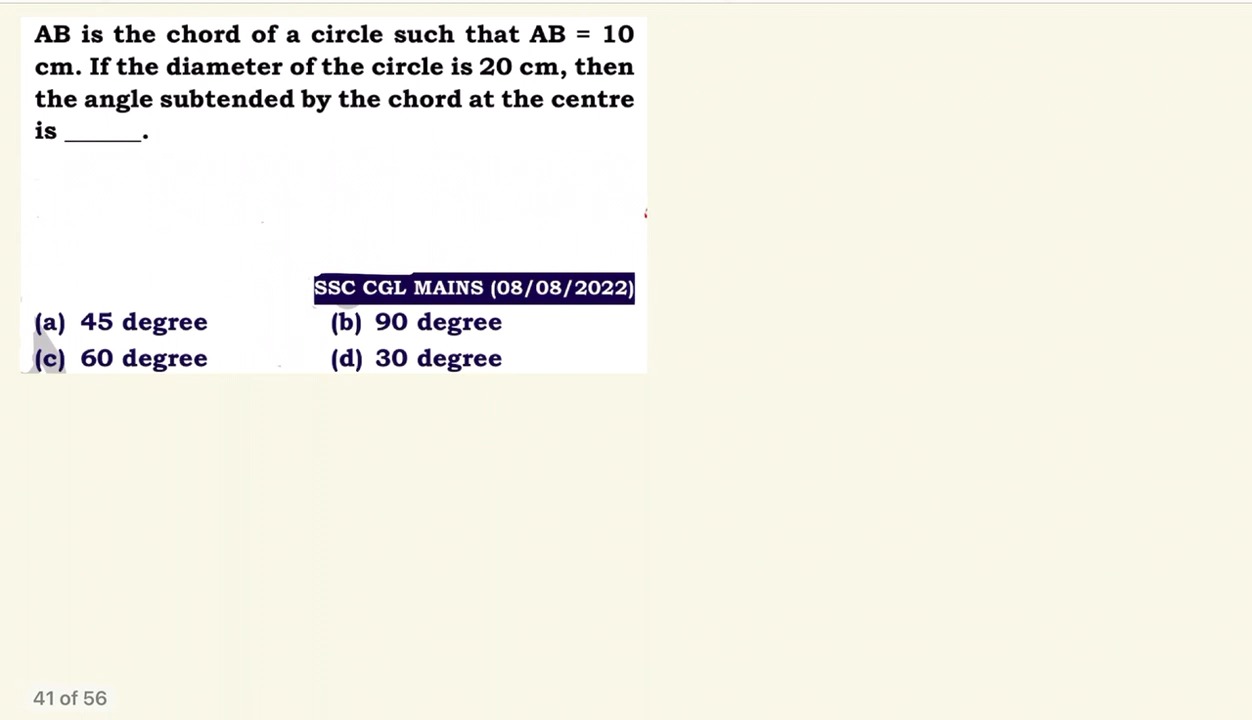 AB is the chord of a circle such that AB = 10
cm. If the diameter of the circle is 20 cm, then
the angle subtended by the chord at the centre
is ______.
SSC CGL MAINS (08/08/2022)
(a) 45 degree (b) 90 degree
(c) 60 degree (d) 30 degree
41 of 56